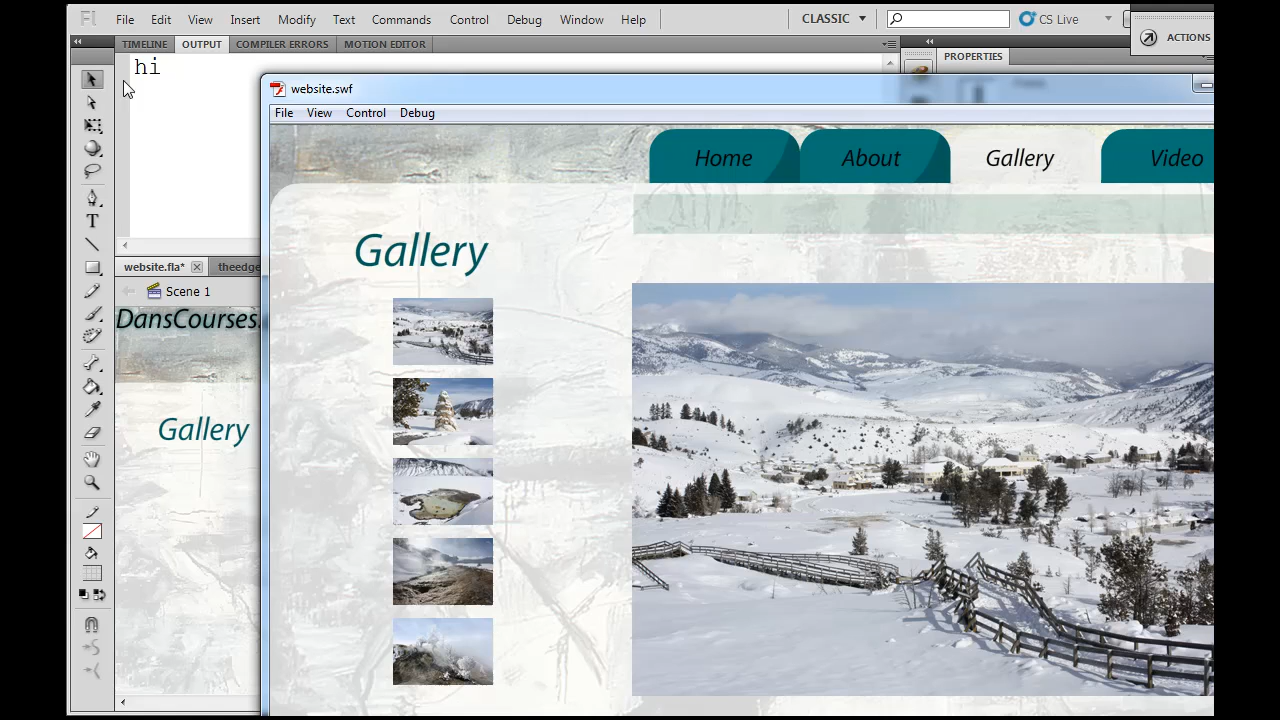 Fl File Edit View Insert Modify Text Commands Control Debug Window Help CLASSIC CS Live
ACTIONS
TIMELINE OUTPUT COMPILER ERRORS MOTION EDITOR
PROPERTIES
hi
website.swf
File View Control Debug
Home About Gallery Video
Gallery
website.fla* theedge
Scene 1
DansCourses.
Gallery
T